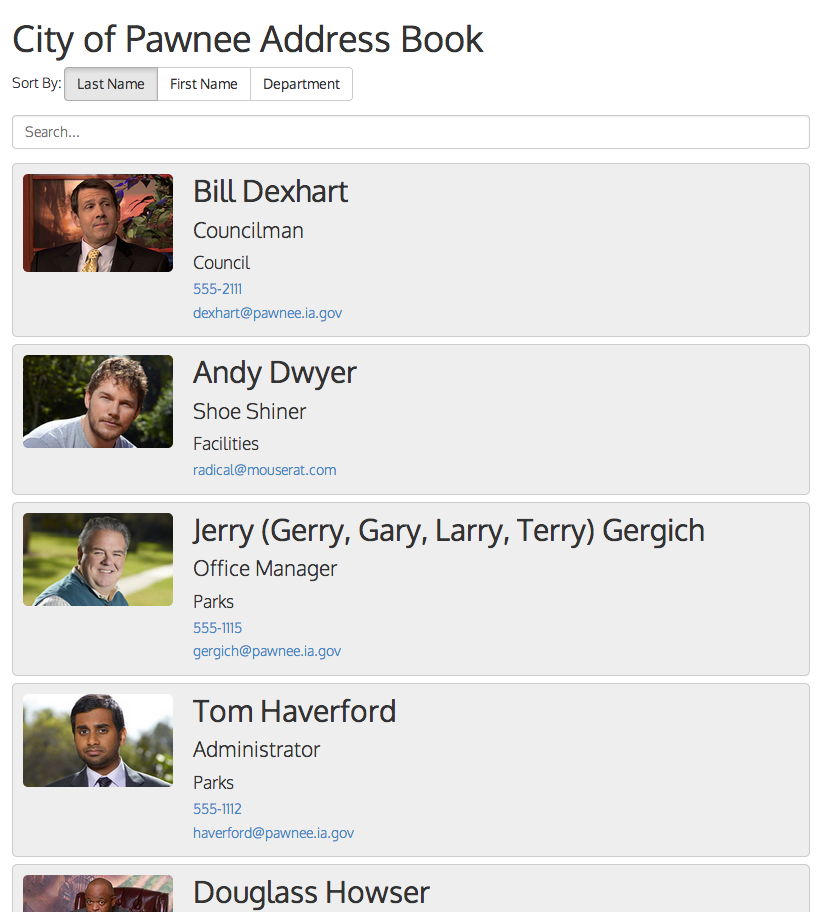 City of Pawnee Address Book
Sort By: Last Name First Name Department
Search...
Bill Dexhart
Councilman
Council
555-2111
dexhart@pawnee.ia.gov
Andy Dwyer
Shoe Shiner
Facilities
radical@mouserat.com
Jerry (Gerry, Gary, Larry, Terry) Gergich
Office Manager
Parks
555-1115
gergich@pawnee.ia.gov
Tom Haverford
Administrator
Parks
555-1112
haverford@pawnee.ia.gov
Douglass Howser